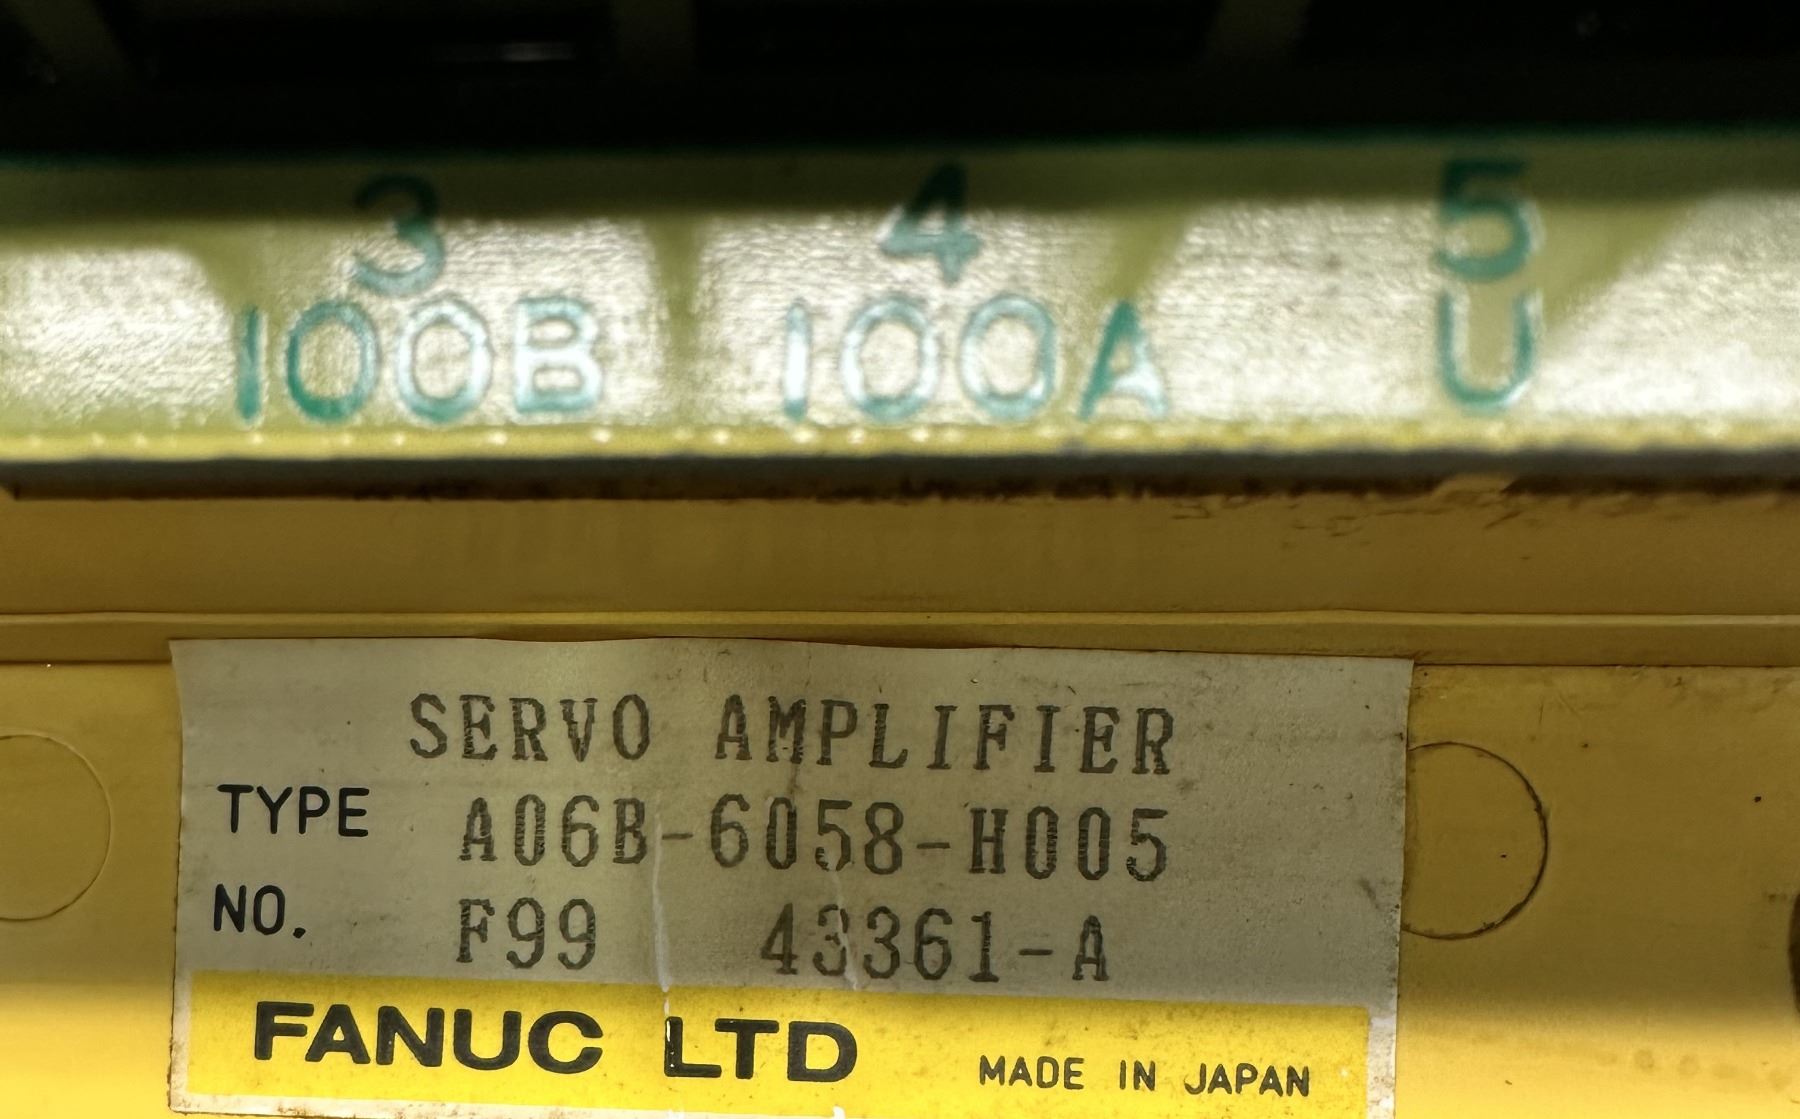 3 4 5
100B 100A U
SERVO AMPLIFIER
TYPE A06B-6058-H005
NO. F99 43361-A
FANUC LTD MADE IN JAPAN